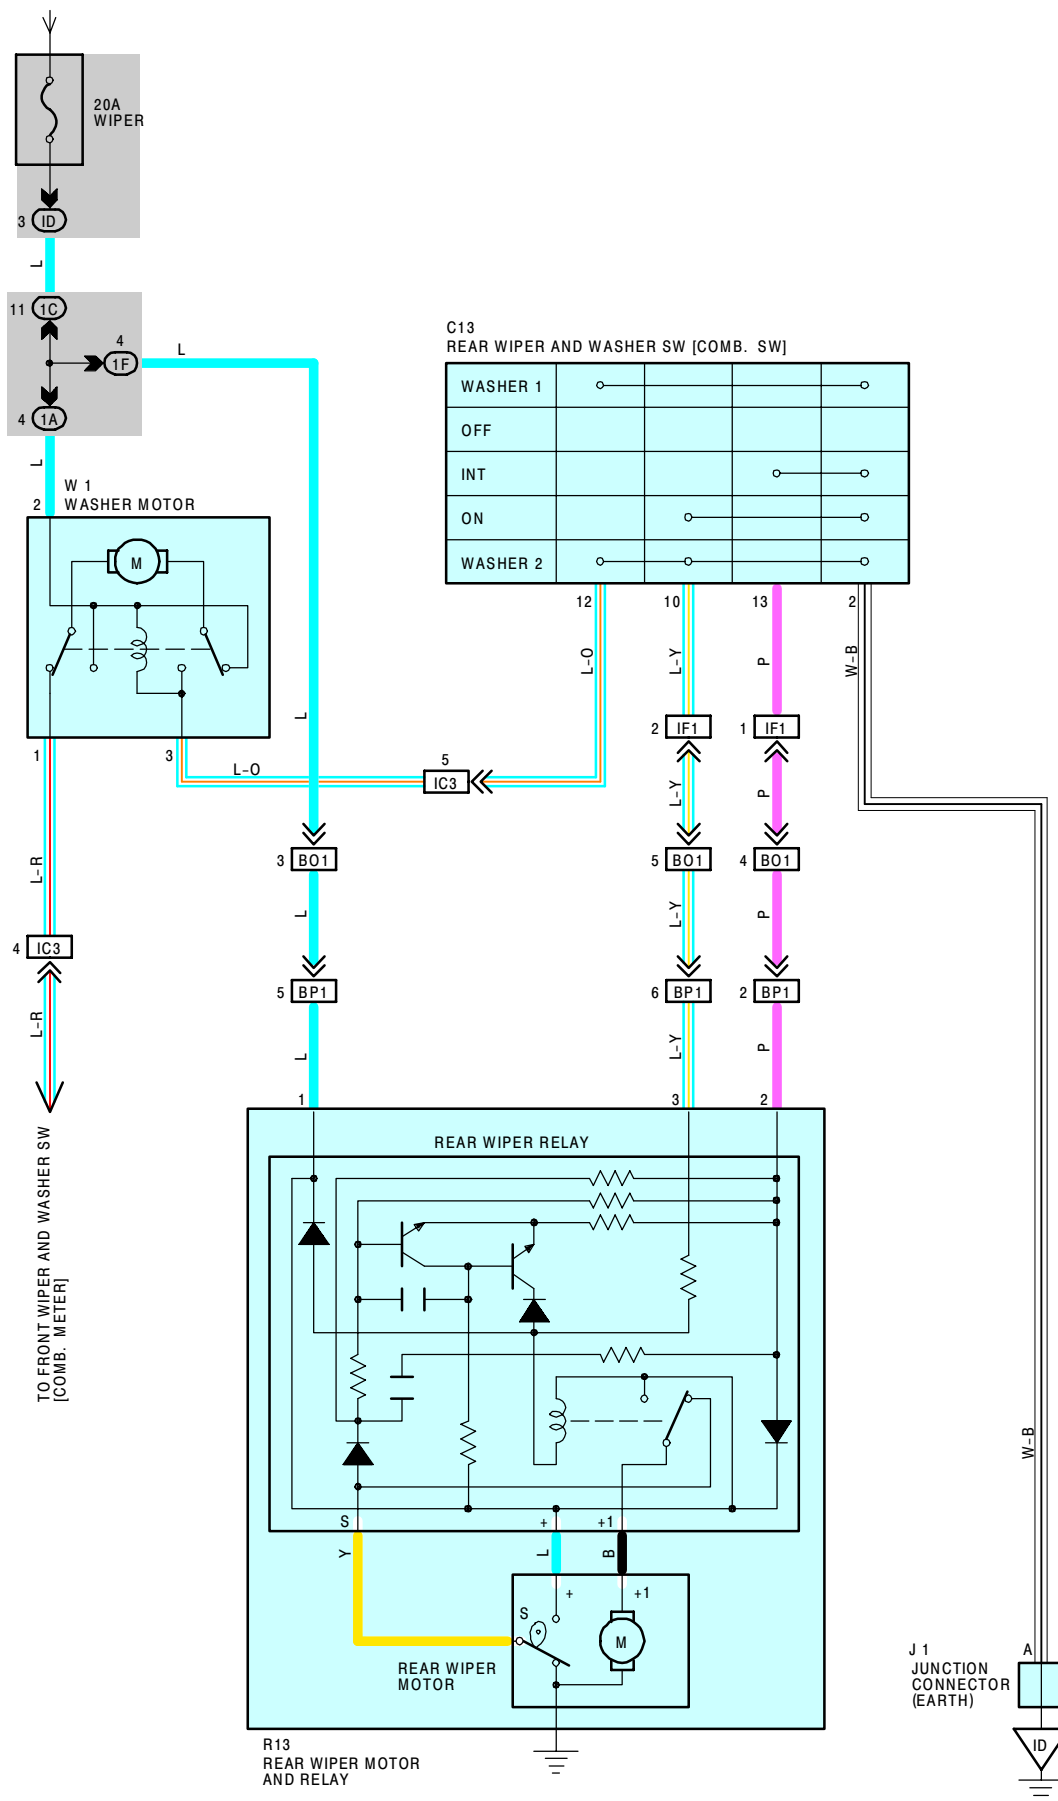 20A
WIPER
3 ID
L
11 1C
4
1F
L
4 1A
L
W 1
WASHER MOTOR
2
M
1
3
L-O
5
IC3
L-R
4 IC3
L-R
TO FRONT WIPER AND WASHER SW
[COMB. METER]
C13
REAR WIPER AND WASHER SW [COMB. SW]
WASHER 1
OFF
INT
ON
WASHER 2
12
10
13
2
L-O
L-Y
P
W-B
L
2 IF1
1 IF1
L-Y
P
3 BO1
5 BO1
4 BO1
L
L-Y
P
5 BP1
6 BP1
2 BP1
L
L-Y
P
1
3
2
REAR WIPER RELAY
S
+
+1
Y
L
B
+
+1
S
M
REAR WIPER
MOTOR
R13
REAR WIPER MOTOR
AND RELAY
W-B
J 1
JUNCTION
CONNECTOR
(EARTH)
A
ID